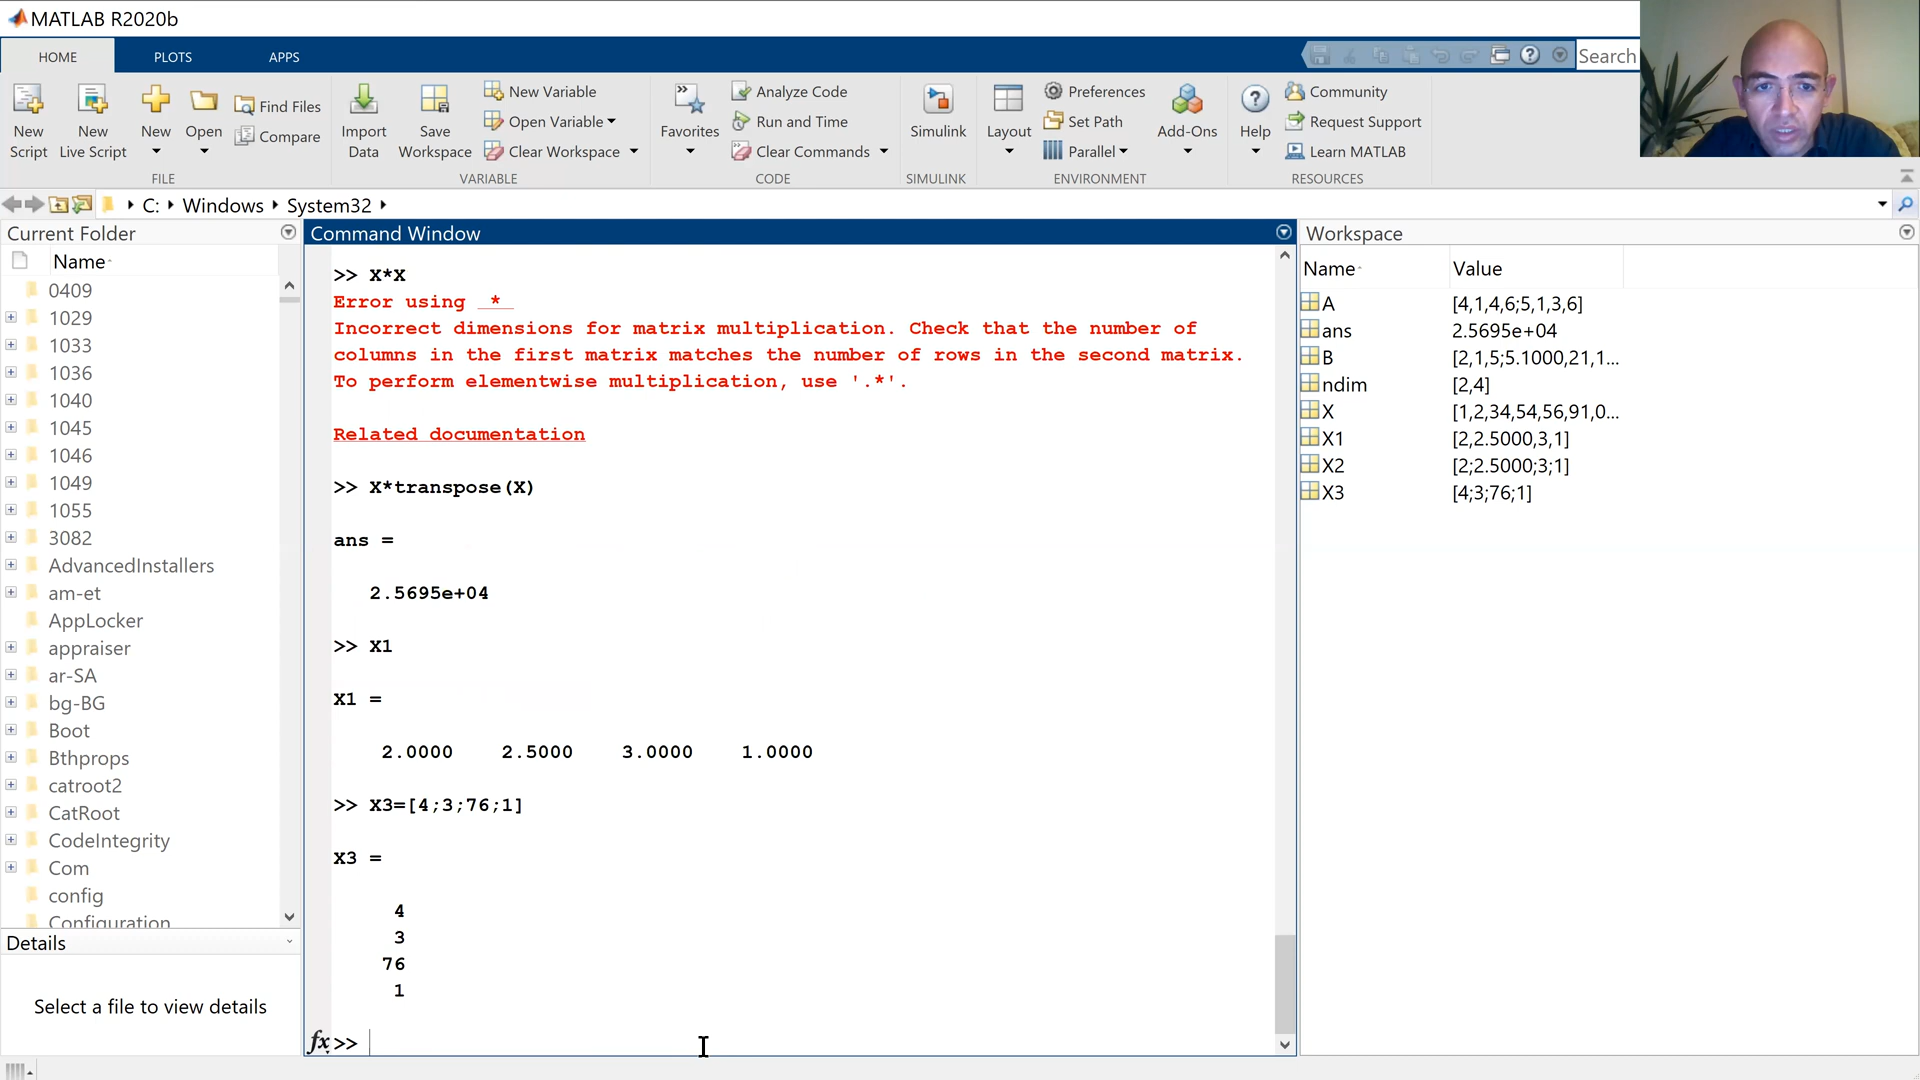 MATLAB R2020b
HOME PLOTS APPS
Search
New Script
New Live Script
New
Open
Find Files
Compare
Import Data
Save Workspace
New Variable
Open Variable
Clear Workspace
Favorites
Analyze Code
Run and Time
Clear Commands
Simulink
Layout
Preferences
Set Path
Parallel
Add-Ons
Help
Community
Request Support
Learn MATLAB
FILE VARIABLE CODE SIMULINK ENVIRONMENT RESOURCES
C: Windows System32
Current Folder
Name
0409
1029
1033
1036
1040
1045
1046
1049
1055
3082
AdvancedInstallers
am-et
AppLocker
appraiser
ar-SA
bg-BG
Boot
Bthprops
catroot2
CatRoot
CodeIntegrity
Com
config
Configuration
Details
Select a file to view details
Command Window
>> X*X
Error using *
Incorrect dimensions for matrix multiplication. Check that the number of
columns in the first matrix matches the number of rows in the second matrix.
To perform elementwise multiplication, use '.*'.
Related documentation
>> X*transpose(X)
ans =
2.5695e+04
>> X1
X1 =
2.0000 2.5000 3.0000 1.0000
>> X3=[4;3;76;1]
X3 =
4
3
76
1
fx >>
Workspace
Name Value
A [4,1,4,6;5,1,3,6]
ans 2.5695e+04
B [2,1,5;5.1000,21,1...
ndim [2,4]
X [1,2,34,54,56,91,0...
X1 [2,2.5000,3,1]
X2 [2;2.5000;3;1]
X3 [4;3;76;1]